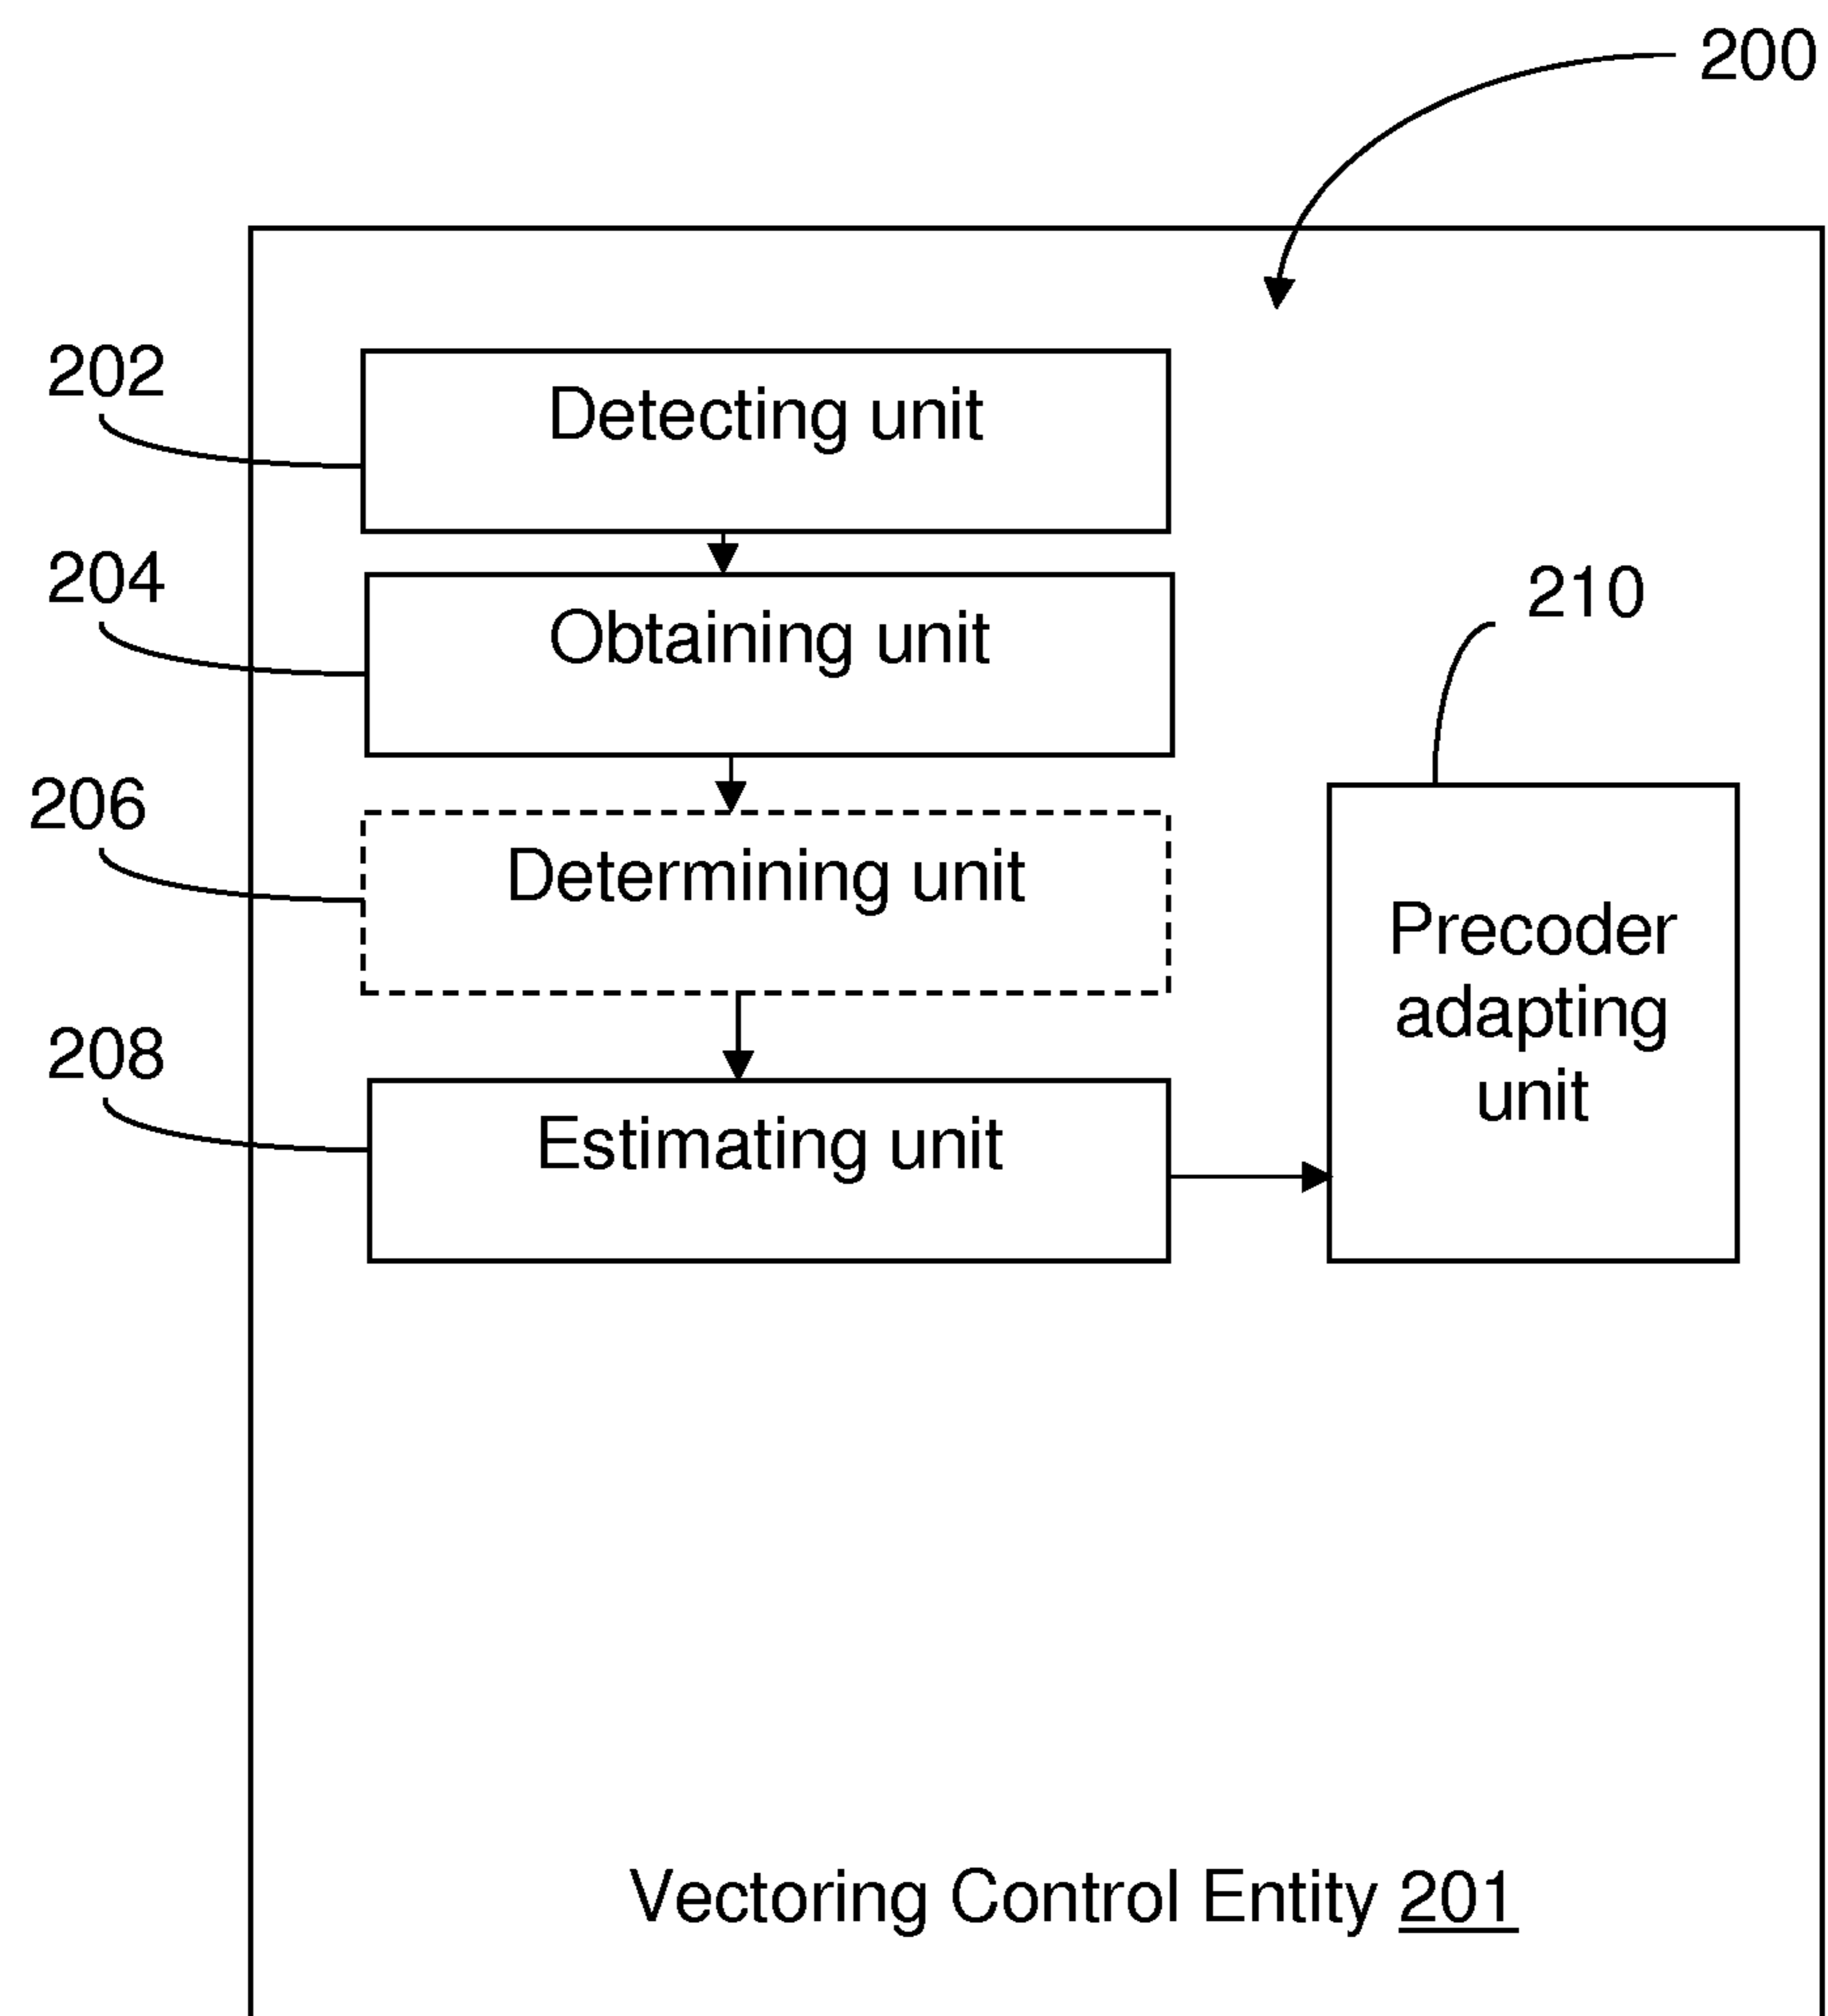 200
202
Detecting unit
204
Obtaining unit
210
206
Determining unit
Precoder
adapting
unit
208
Estimating unit
Vectoring Control Entity 201